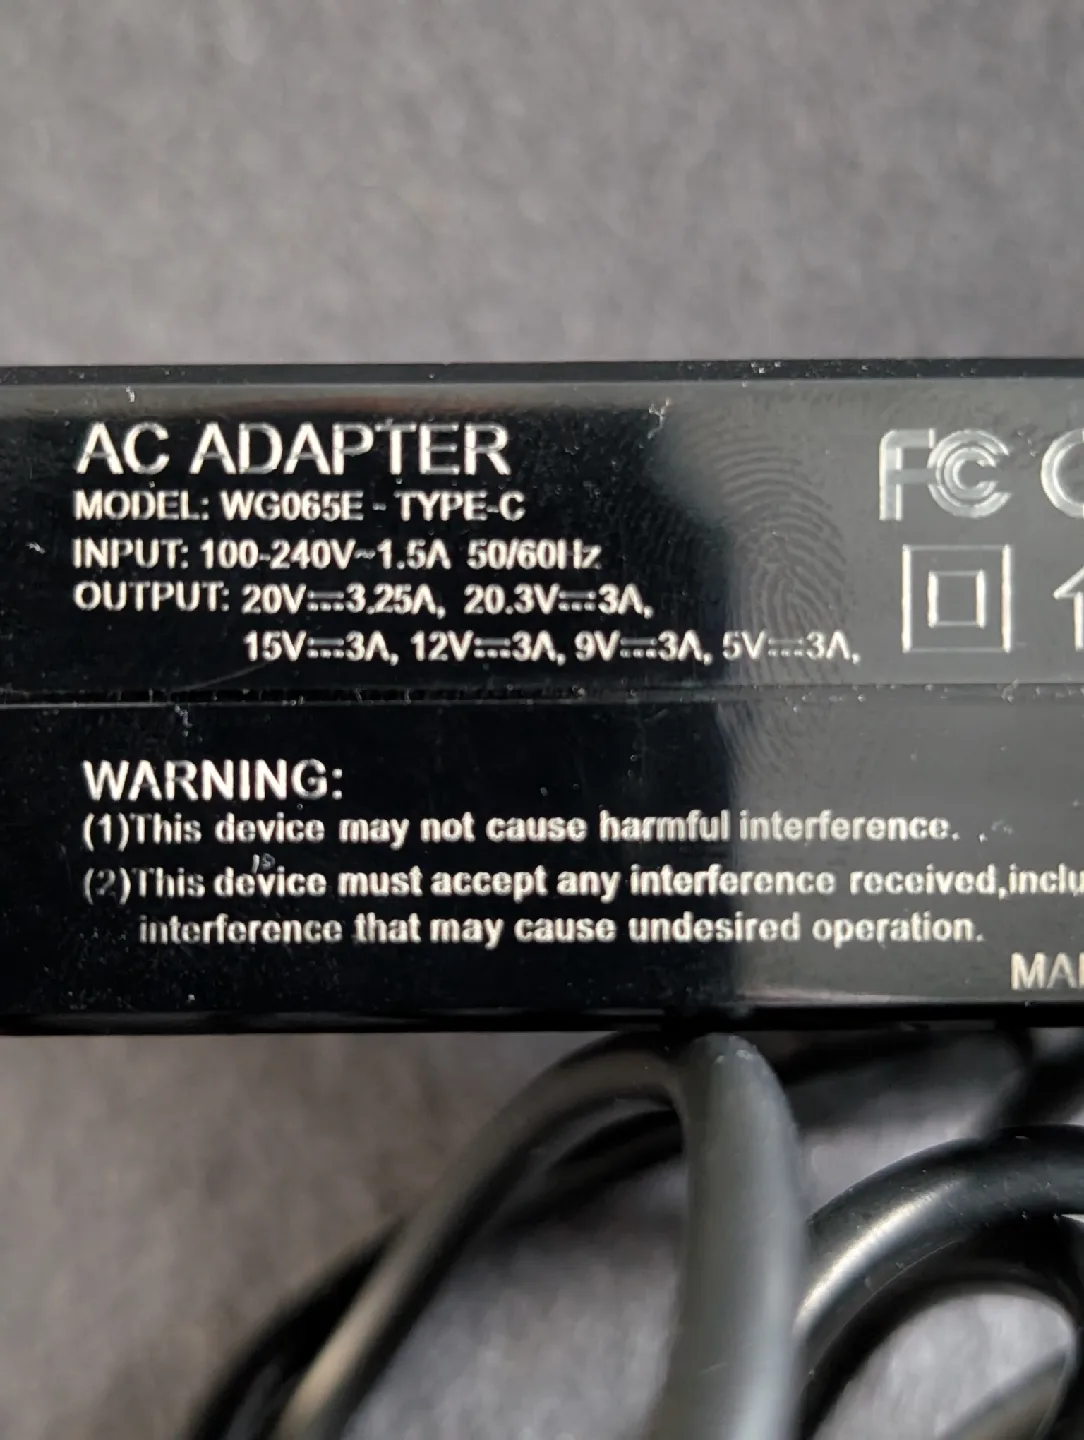 AC ADAPTER
MODEL: WG065E - TYPE-C
INPUT: 100-240V~1.5A 50/60Hz
OUTPUT: 20V⎓3.25A, 20.3V⎓3A,
15V⎓3A, 12V⎓3A, 9V⎓3A, 5V⎓3A,
FC
WARNING:
(1)This device may not cause harmful interference.
(2)This device must accept any interference received,inclu
interference that may cause undesired operation.